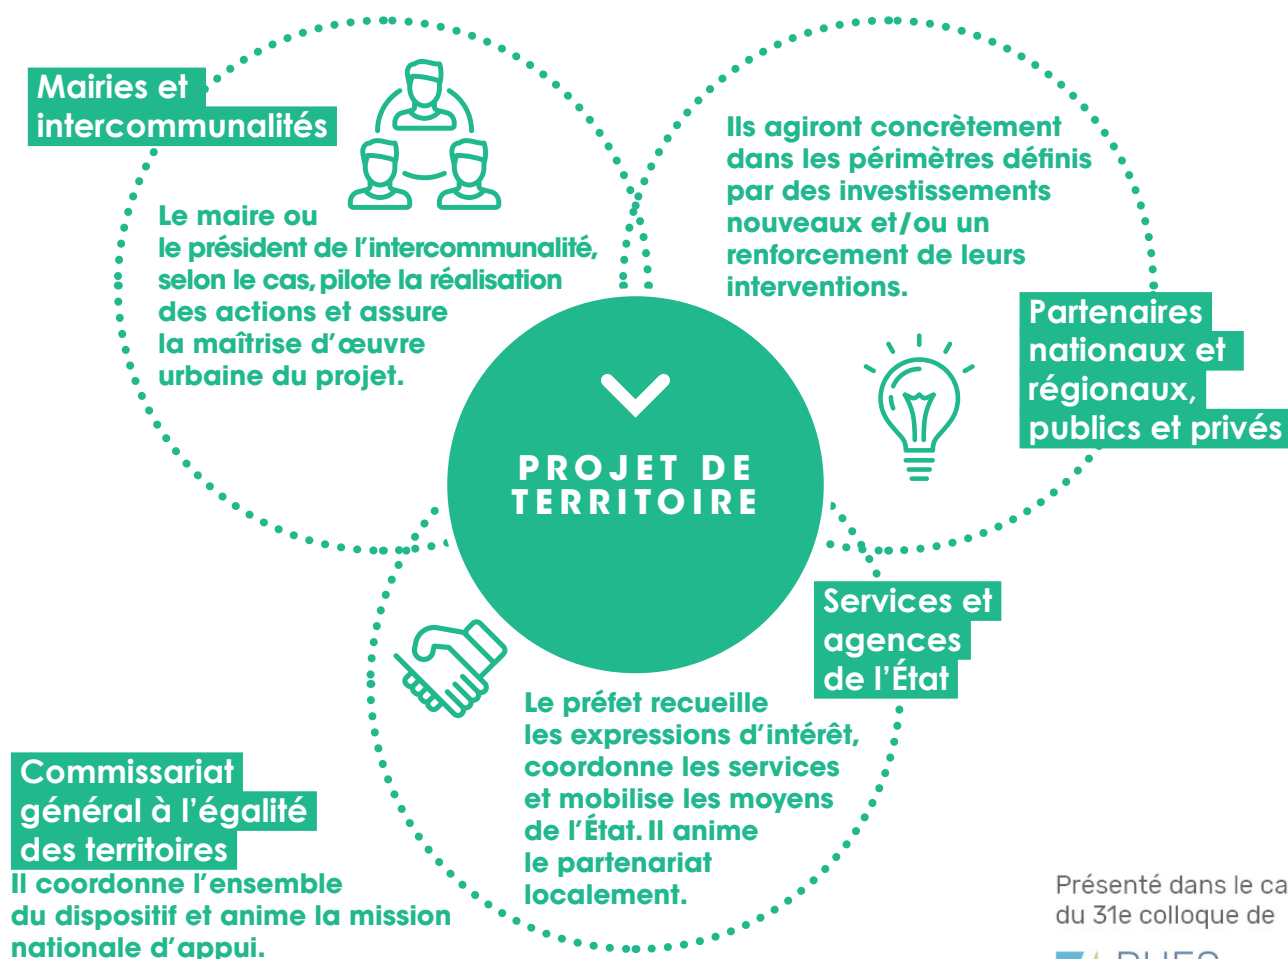 Mairies et
intercommunalités
Le maire ou
le président de l'intercommunalité,
selon le cas, pilote la réalisation
des actions et assure
la maîtrise d'œuvre
urbaine du projet.
Ils agiront concrètement
dans les périmètres définis
par des investissements
nouveaux et/ou un
renforcement de leurs
interventions.
Partenaires
nationaux et
régionaux,
publics et privés
PROJET DE
TERRITOIRE
Services et
agences
de l'État
Le préfet recueille
les expressions d'intérêt,
coordonne les services
et mobilise les moyens
de l'État. Il anime
le partenariat
localement.
Commissariat
général à l'égalité
des territoires
Il coordonne l'ensemble
du dispositif et anime la mission
nationale d'appui.
Présenté dans le
du 31e colloque de